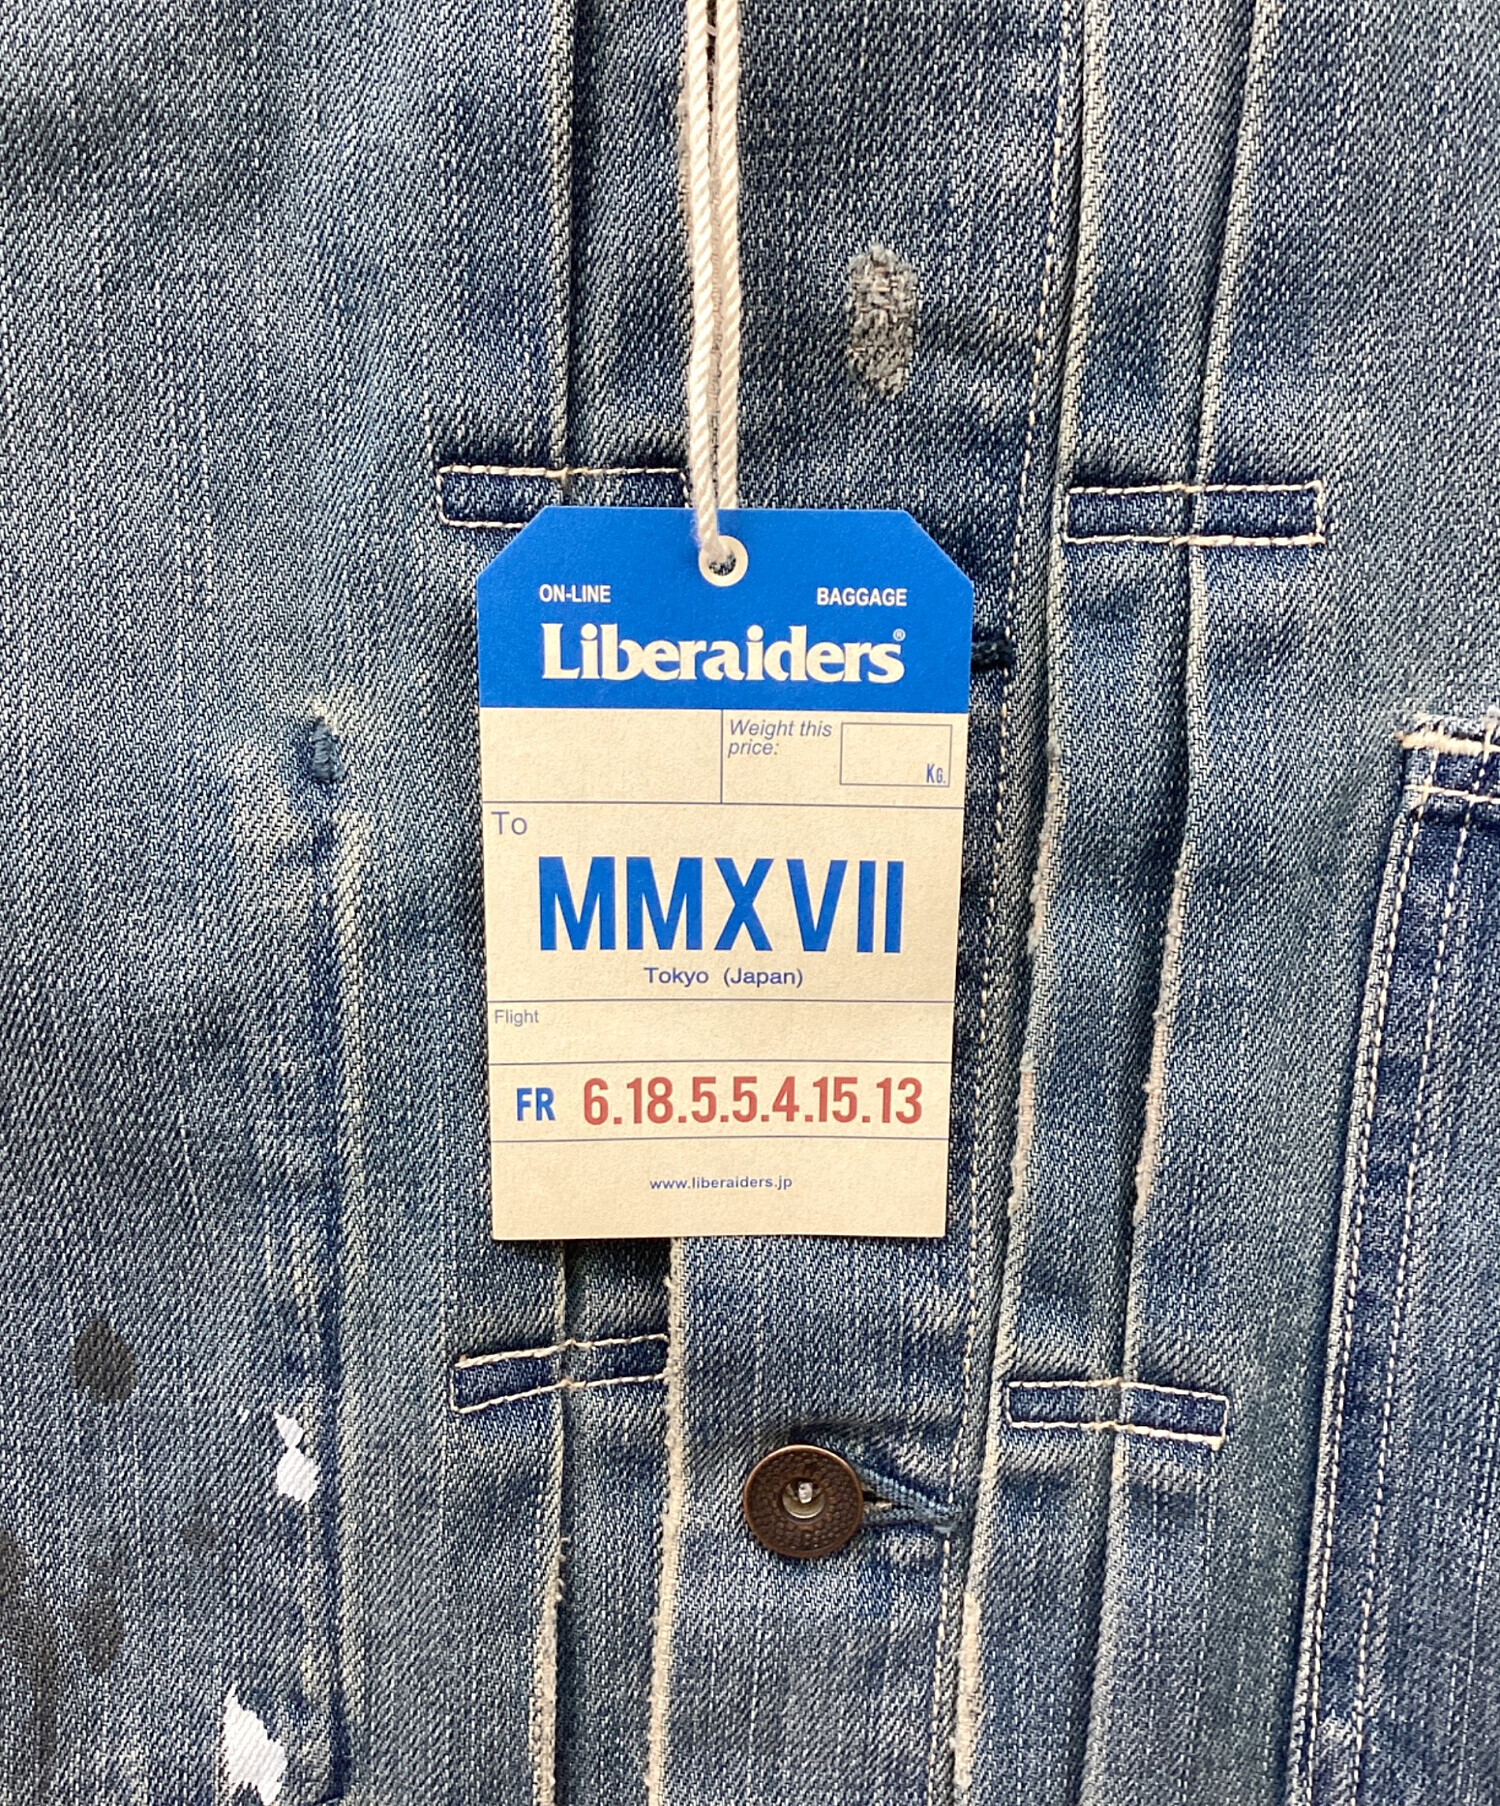 ON-LINE BAGGAGE
Liberaiders®
Weight this
price:
KG.
To
MMXVII
Tokyo (Japan)
Flight
FR 6.18.5.5.4.15.13
www.liberaiders.jp